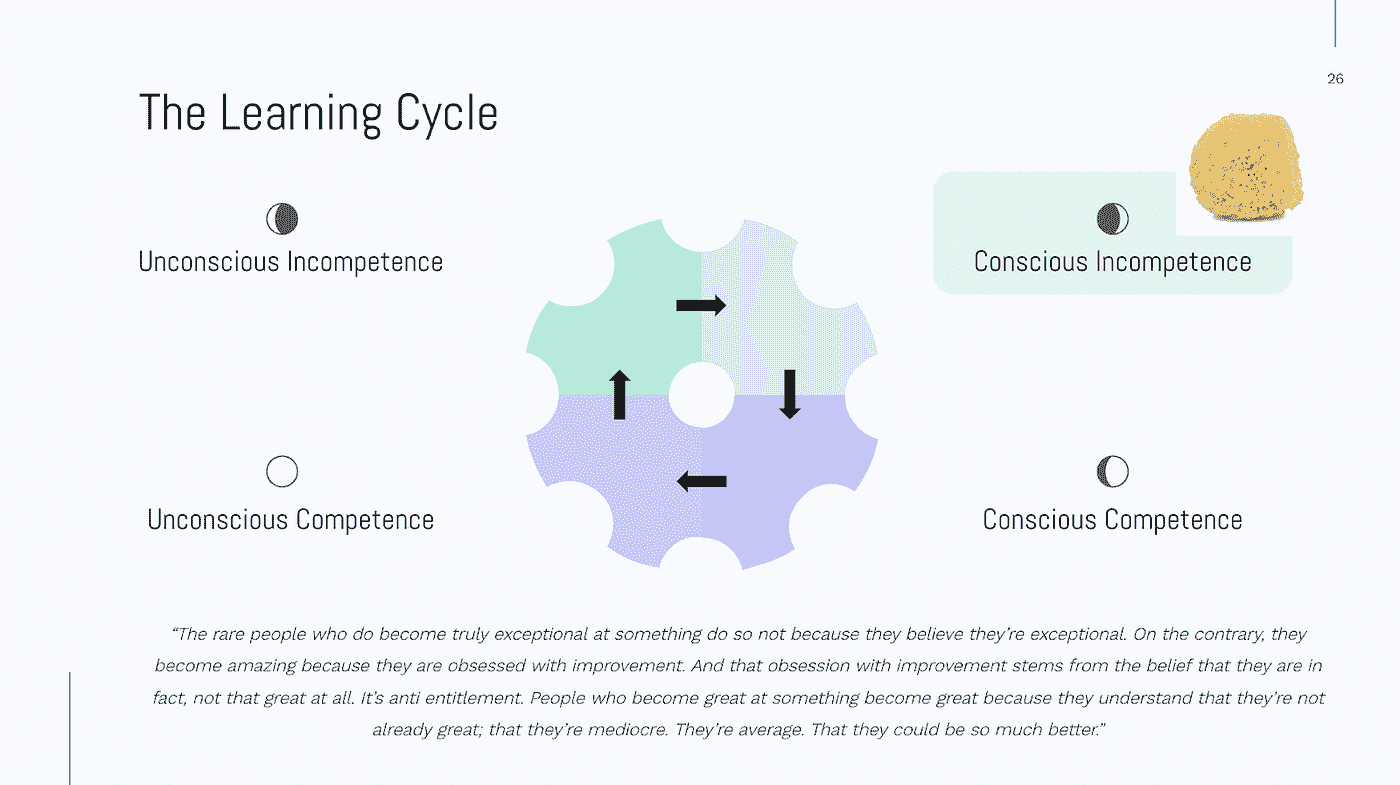 26
The Learning Cycle
Unconscious Incompetence
Conscious Incompetence
Unconscious Competence
Conscious Competence
“The rare people who do become truly exceptional at something do so not because they believe they’re exceptional. On the contrary, they
become amazing because they are obsessed with improvement. And that obsession with improvement stems from the belief that they are in
fact, not that great at all. It’s anti entitlement. People who become great at something become great because they understand that they’re not
already great; that they’re mediocre. They’re average. That they could be so much better.”